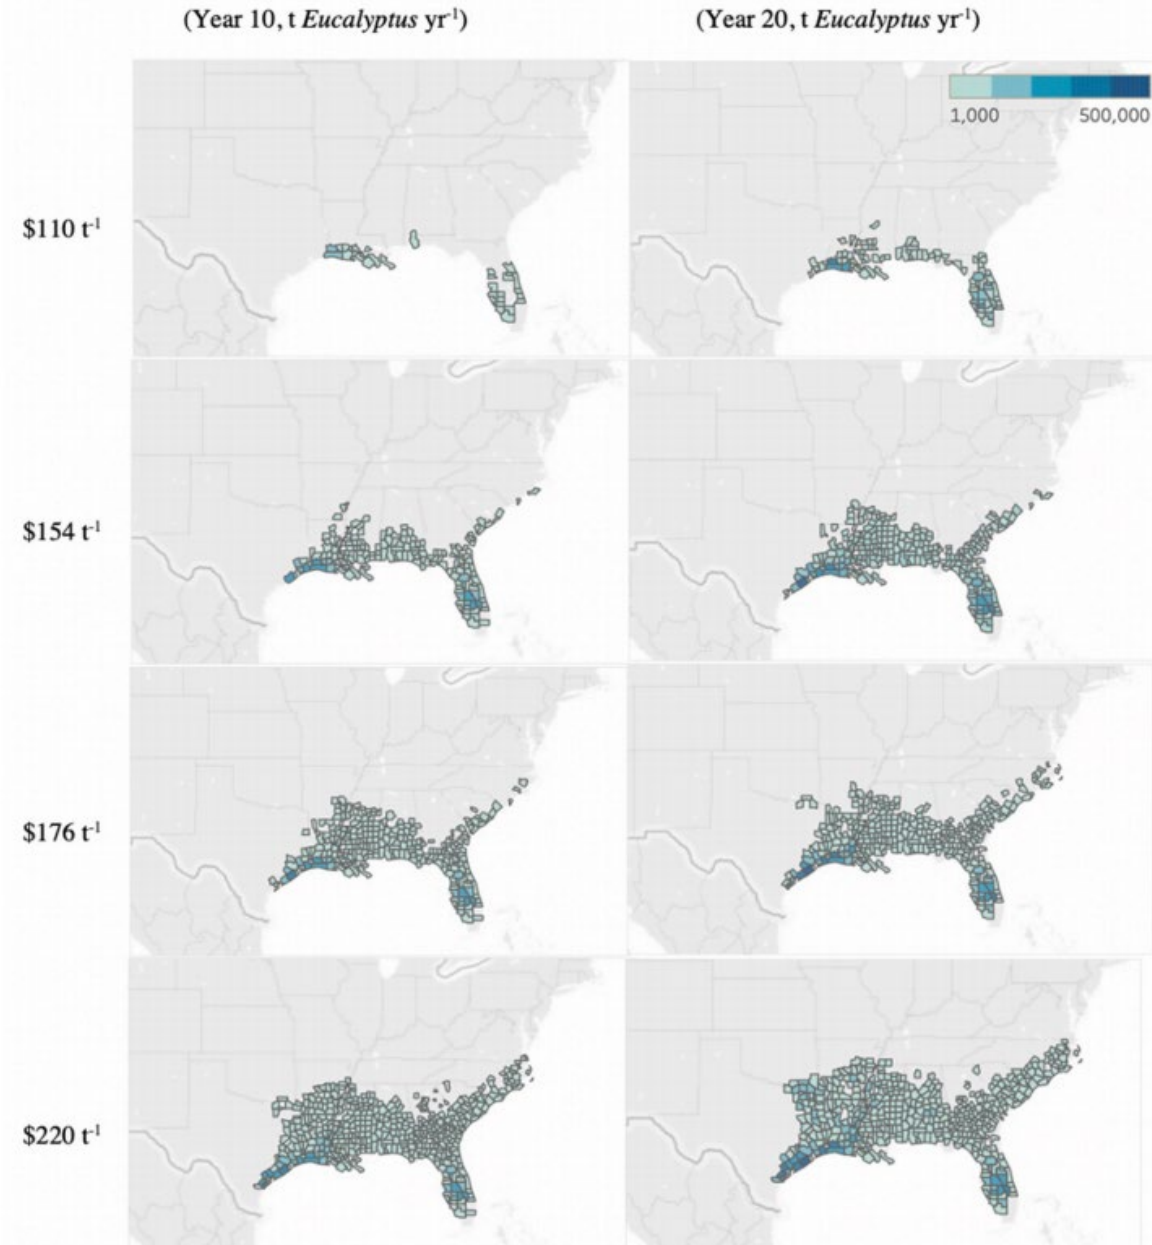 (Year 10, t Eucalyptus yr⁻¹)
(Year 20, t Eucalyptus yr⁻¹)
1,000
500,000
$110 t⁻¹
$154 t⁻¹
$176 t⁻¹
$220 t⁻¹